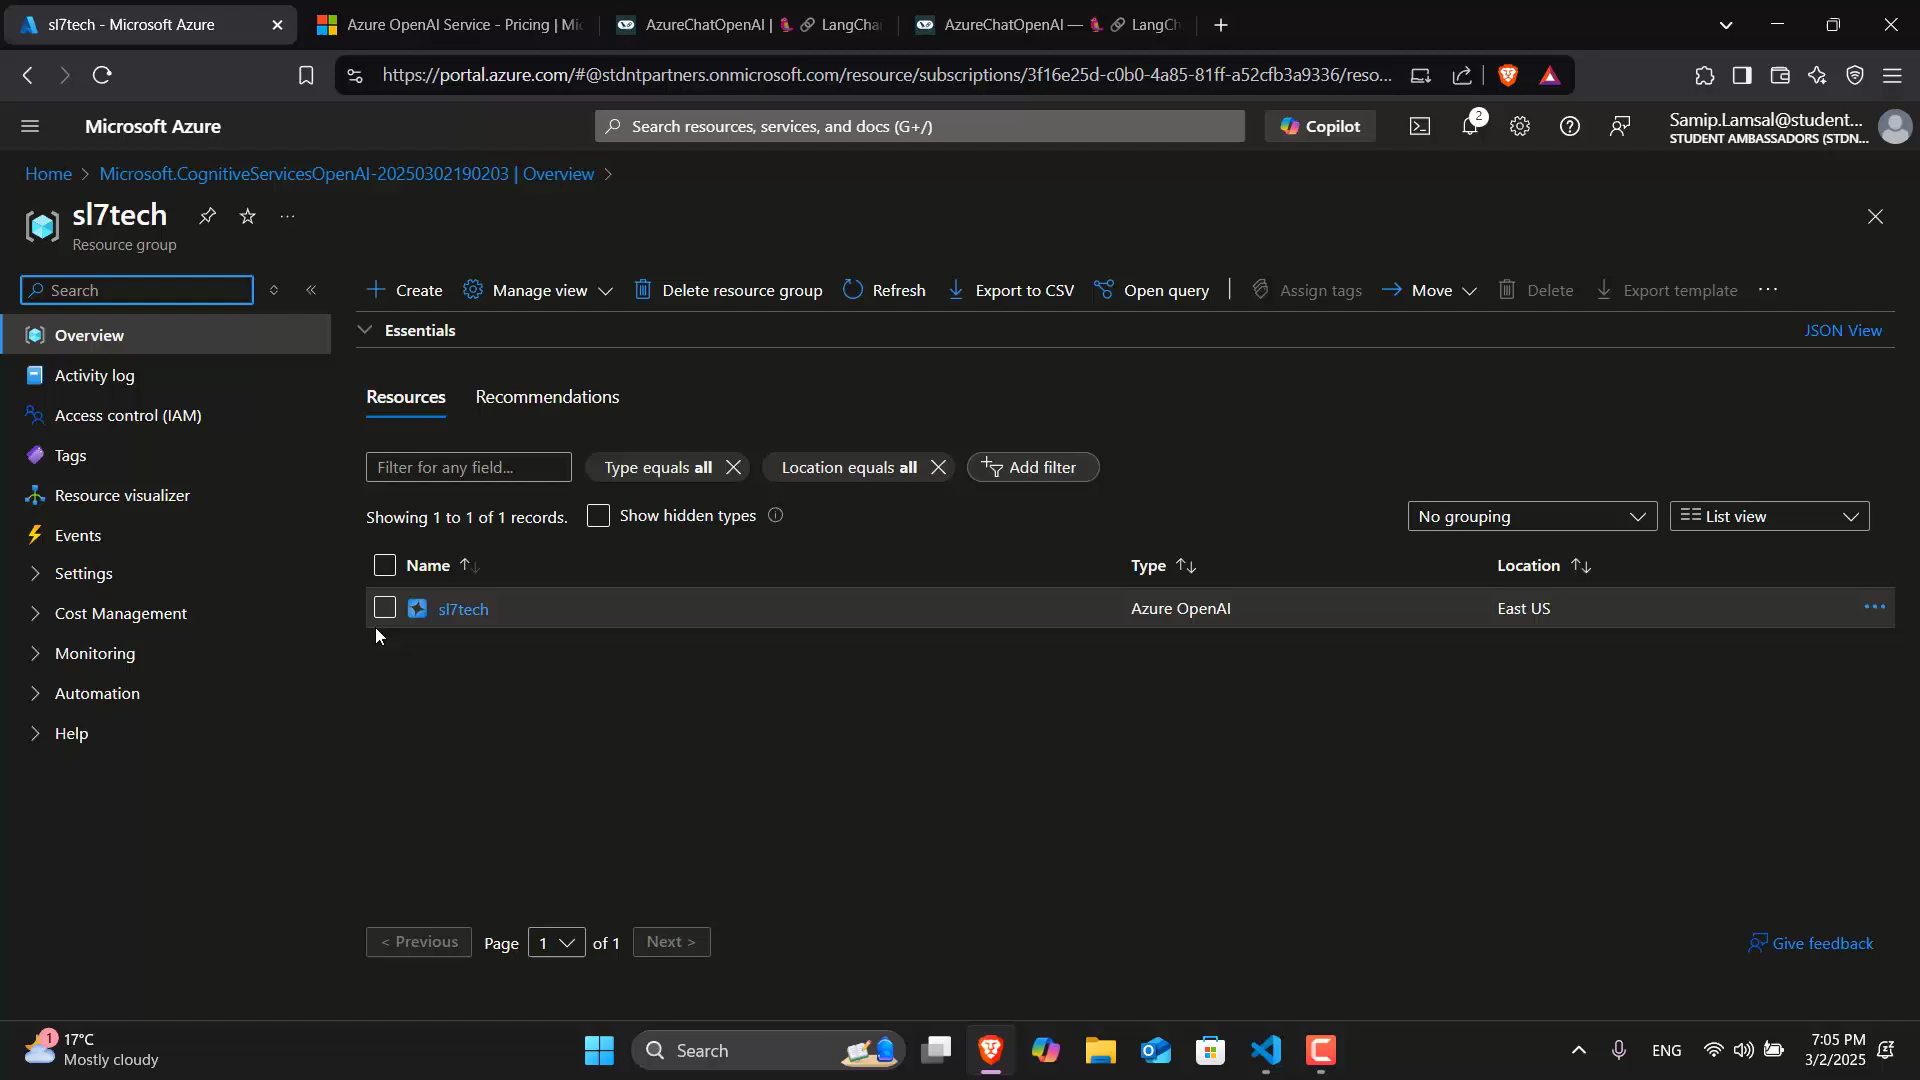 sl7tech - Microsoft Azure
Azure OpenAI Service - Pricing | Mi
AzureChatOpenAI | 🦜️🔗 LangChai
AzureChatOpenAI — 🦜🔗 LangCh
https://portal.azure.com/#@stdntpartners.onmicrosoft.com/resource/subscriptions/3f16e25d-c0b0-4a85-81ff-a52cfb3a9336/reso...
Microsoft Azure
Search resources, services, and docs (G+/)
Copilot
2
Samip.Lamsal@student...
STUDENT AMBASSADORS (STDN...
Home > Microsoft.CognitiveServicesOpenAI-20250302190203 | Overview >
sl7tech
Resource group
Search
Create
Manage view
Delete resource group
Refresh
Export to CSV
Open query
Assign tags
Move
Delete
Export template
Essentials
JSON View
Overview
Activity log
Access control (IAM)
Tags
Resource visualizer
Events
Settings
Cost Management
Monitoring
Automation
Help
Resources
Recommendations
Filter for any field...
Type equals all
Location equals all
Add filter
Showing 1 to 1 of 1 records.
Show hidden types
No grouping
List view
Name
Type
Location
sl7tech
Azure OpenAI
East US
< Previous
Page
1
of 1
Next >
Give feedback
1
17°C
Mostly cloudy
Search
ENG
7:05 PM
3/2/2025